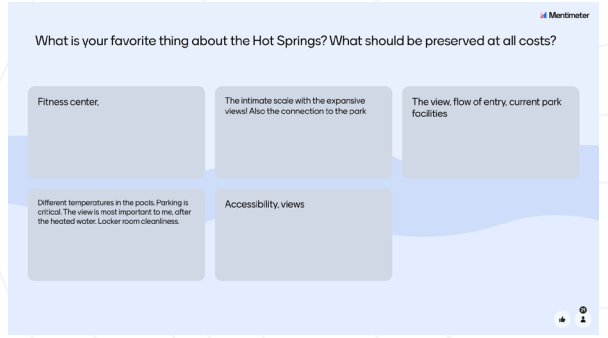 Mentimeter
What is your favorite thing about the Hot Springs? What should be preserved at all costs?
Fitness center,
The intimate scale with the expansive
views! Also the connection to the park
The view, flow of entry, current park
facilities
Different temperatures in the pools. Parking is
critical. The view is most important to me, after
the heated water. Locker room cleanliness.
Accessibility, views